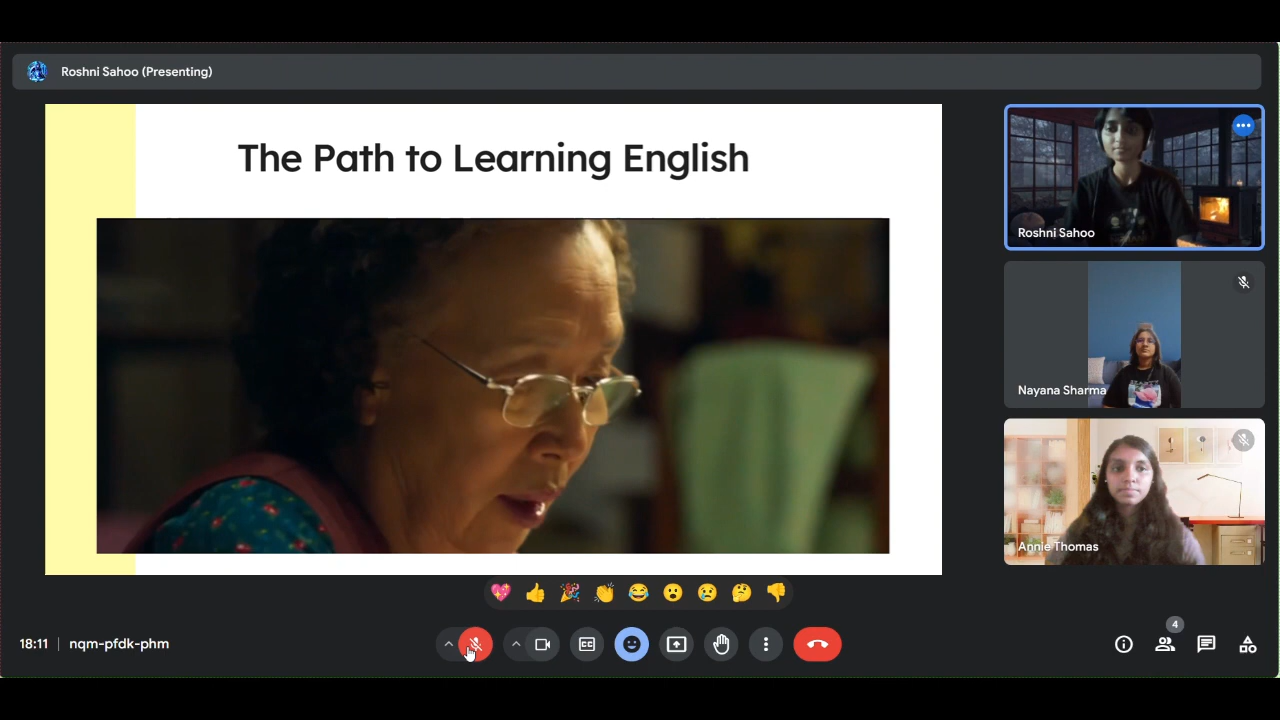 Roshni Sahoo (Presenting)
The Path to Learning English
Roshni Sahoo
Nayana Sharma
Annie Thomas
18:11 | nqm-pfdk-phm
CC
4